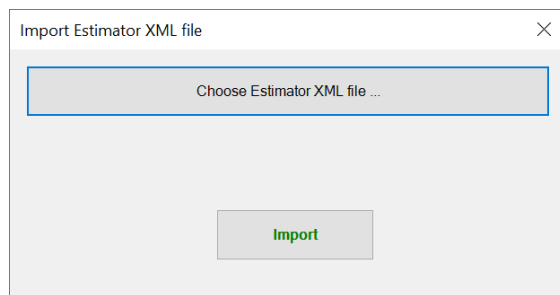 Import Estimator XML file
Choose Estimator XML file ...
Import